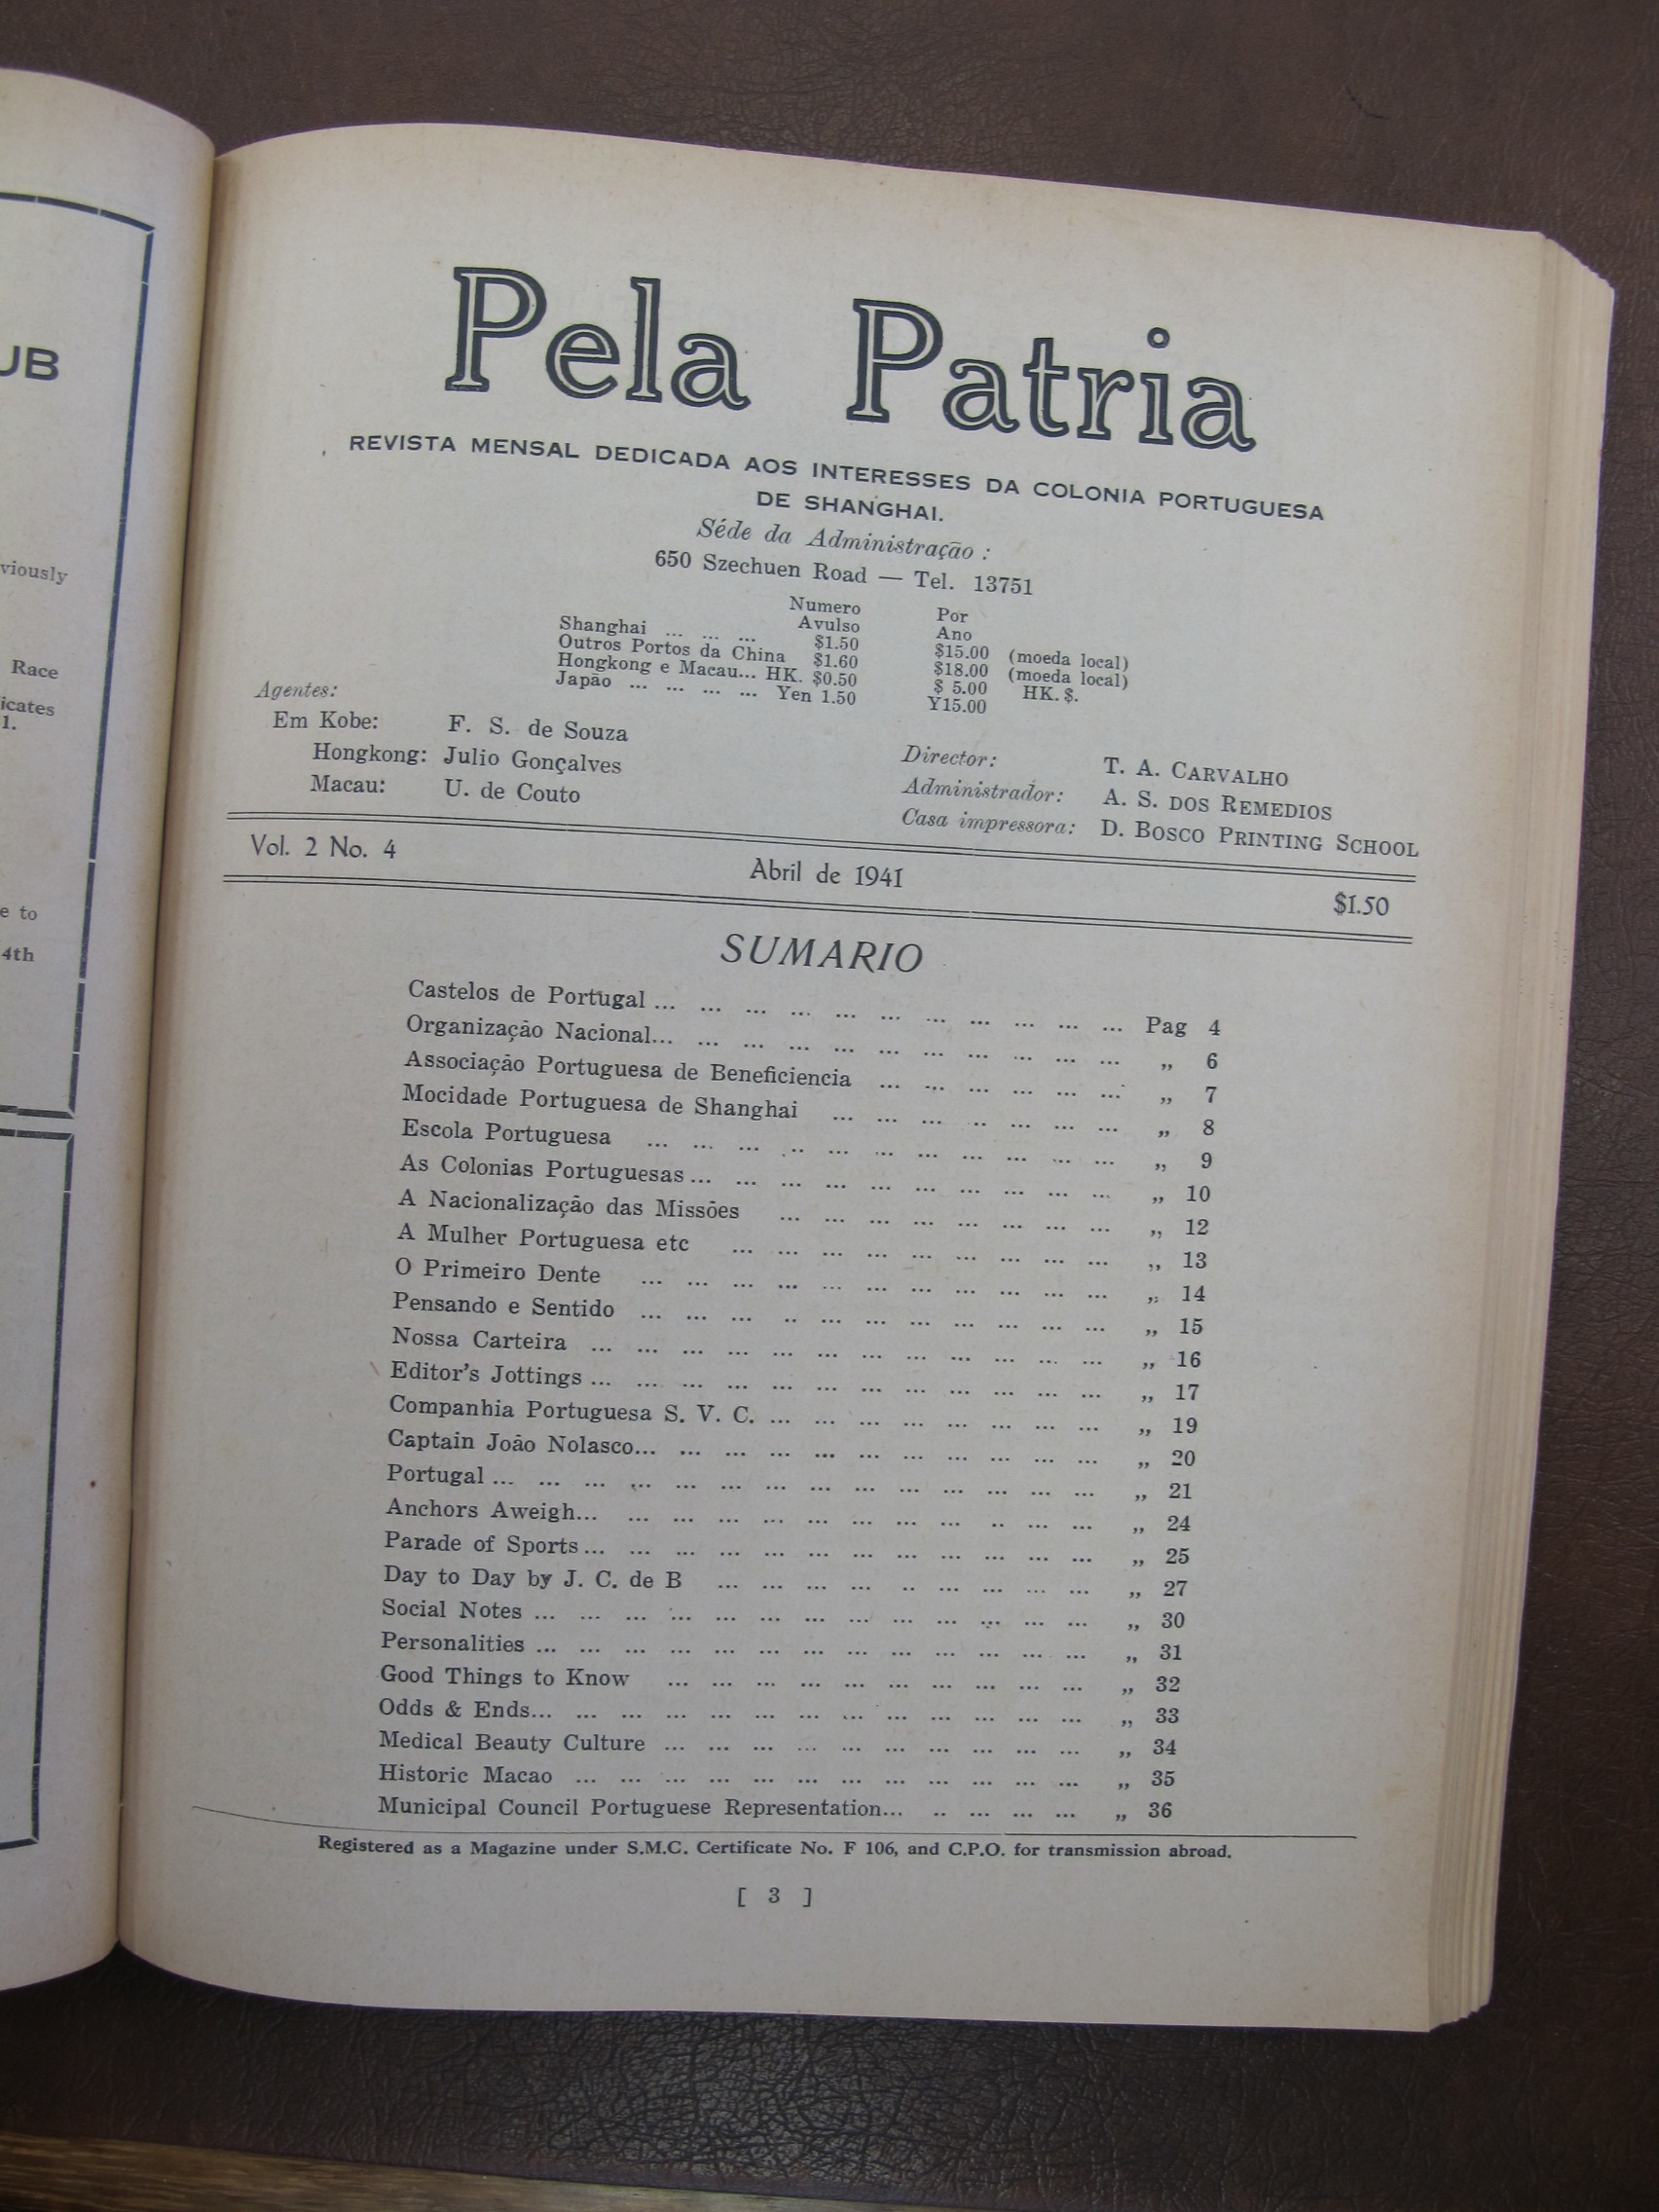 UB
viously
Race
icates
1.
e to
4th
Pela Patria
REVISTA MENSAL DEDICADA AOS INTERESSES DA COLONIA PORTUGUESA
DE SHANGHAI.
Séde da Administração :
650 Szechuen Road — Tel. 13751
Numero Por
Avulso Ano
Shanghai ... ... ... $1.50 $15.00 (moeda local)
Outros Portos da China $1.60 $18.00 (moeda local)
Hongkong e Macau... HK. $0.50 $ 5.00 HK. $.
Japão ... ... ... ... Yen 1.50 Y15.00
Agentes:
Em Kobe: F. S. de Souza
Hongkong: Julio Gonçalves
Macau: U. de Couto
Director: T. A. CARVALHO
Administrador: A. S. DOS REMEDIOS
Casa impressora: D. BOSCO PRINTING SCHOOL
Vol. 2 No. 4 Abril de 1941 $1.50
SUMARIO
Castelos de Portugal ... ... ... ... ... ... ... ... ... ... ... Pag 4
Organização Nacional... ... ... ... ... ... ... ... ... ... ... „ 6
Associação Portuguesa de Beneficiencia ... ... ... ... ... ... „ 7
Mocidade Portuguesa de Shanghai ... ... ... .. ... ... ... „ 8
Escola Portuguesa ... ... ... ... ... ... ... ... ... ... ... „ 9
As Colonias Portuguesas ... ... ... ... ... ... ... ... ... ... „ 10
A Nacionalização das Missões ... ... ... ... ... ... ... ... „ 12
A Mulher Portuguesa etc ... ... ... ... ... ... ... ... ... „ 13
O Primeiro Dente ... ... ... ... ... ... ... ... ... ... ... „ 14
Pensando e Sentido ... ... ... .. ... ... ... ... ... ... ... „ 15
Nossa Carteira ... ... ... ... ... ... ... ... ... ... ... ... „ 16
Editor's Jottings ... ... ... ... ... ... ... ... ... ... ... ... „ 17
Companhia Portuguesa S. V. C. ... ... ... ... ... ... ... ... „ 19
Captain João Nolasco... ... ... ... ... ... ... ... ... ... ... „ 20
Portugal ... ... ... ... ... ... ... ... ... ... ... ... ... ... „ 21
Anchors Aweigh... ... ... ... ... ... ... ... ... .. ... ... „ 24
Parade of Sports ... ... ... ... ... ... ... ... ... ... ... ... „ 25
Day to Day by J. C. de B ... ... ... ... .. ... ... ... ... „ 27
Social Notes ... ... ... ... ... ... ... ... ... ... ... ... ... „ 30
Personalities ... ... ... ... ... ... ... ... ... ... ... ... ... „ 31
Good Things to Know ... ... ... ... ... ... ... ... ... ... „ 32
Odds & Ends... ... ... ... ... ... ... ... ... ... ... ... ... „ 33
Medical Beauty Culture ... ... ... ... ... ... ... ... ... ... „ 34
Historic Macao ... ... ... ... ... ... ... ... ... ... ... ... „ 35
Municipal Council Portuguese Representation... .. ... ... ... „ 36
Registered as a Magazine under S.M.C. Certificate No. F 106, and C.P.O. for transmission abroad.
[ 3 ]